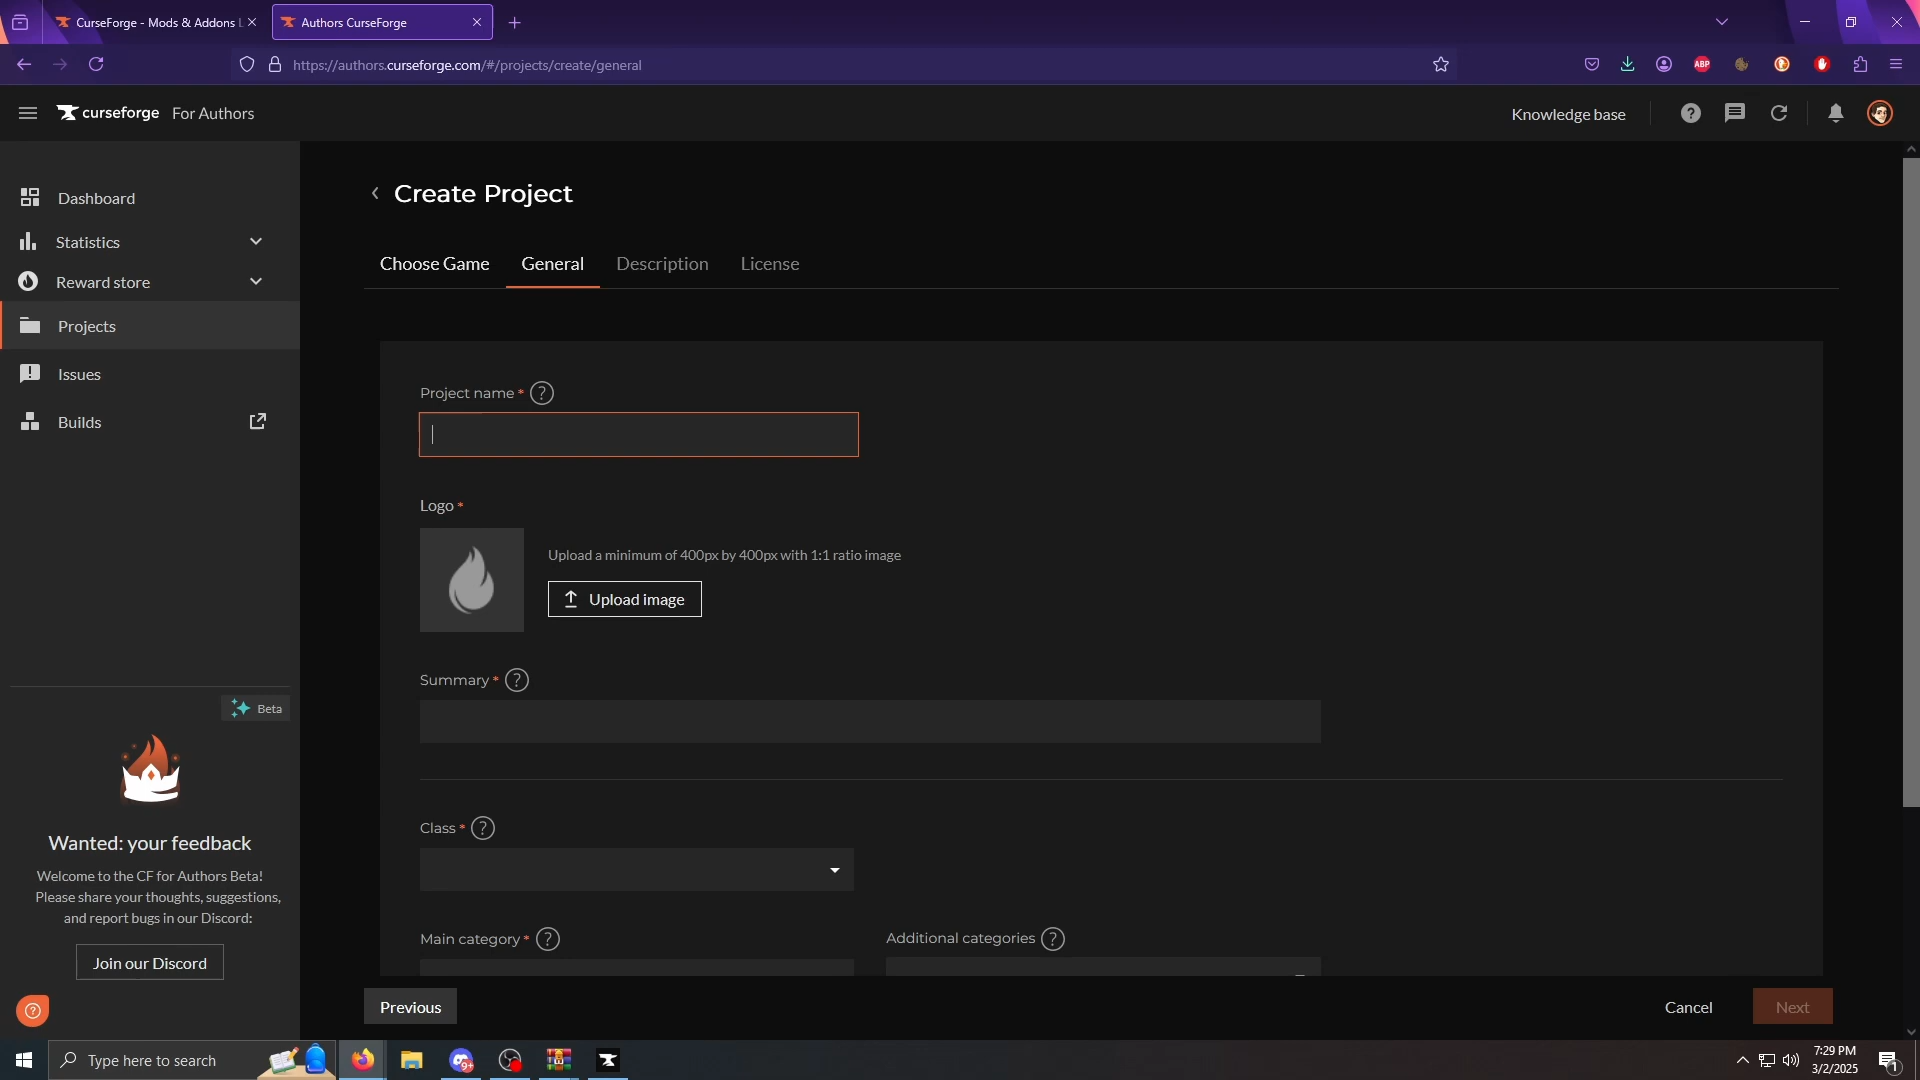 CurseForge - Mods & Addons L
Authors CurseForge
https://authors.curseforge.com/#/projects/create/general
ABP
curseforge For Authors
Knowledge base
Dashboard
Statistics
Reward store
Projects
Issues
Builds
Beta
Wanted: your feedback
Welcome to the CF for Authors Beta!
Please share your thoughts, suggestions,
and report bugs in our Discord:
Join our Discord
Create Project
Choose Game
General
Description
License
Project name *
Logo *
Upload a minimum of 400px by 400px with 1:1 ratio image
Upload image
Summary *
Class *
Main category *
Additional categories
Previous
Cancel
Next
Type here to search
9+
7:29 PM
3/2/2025
1